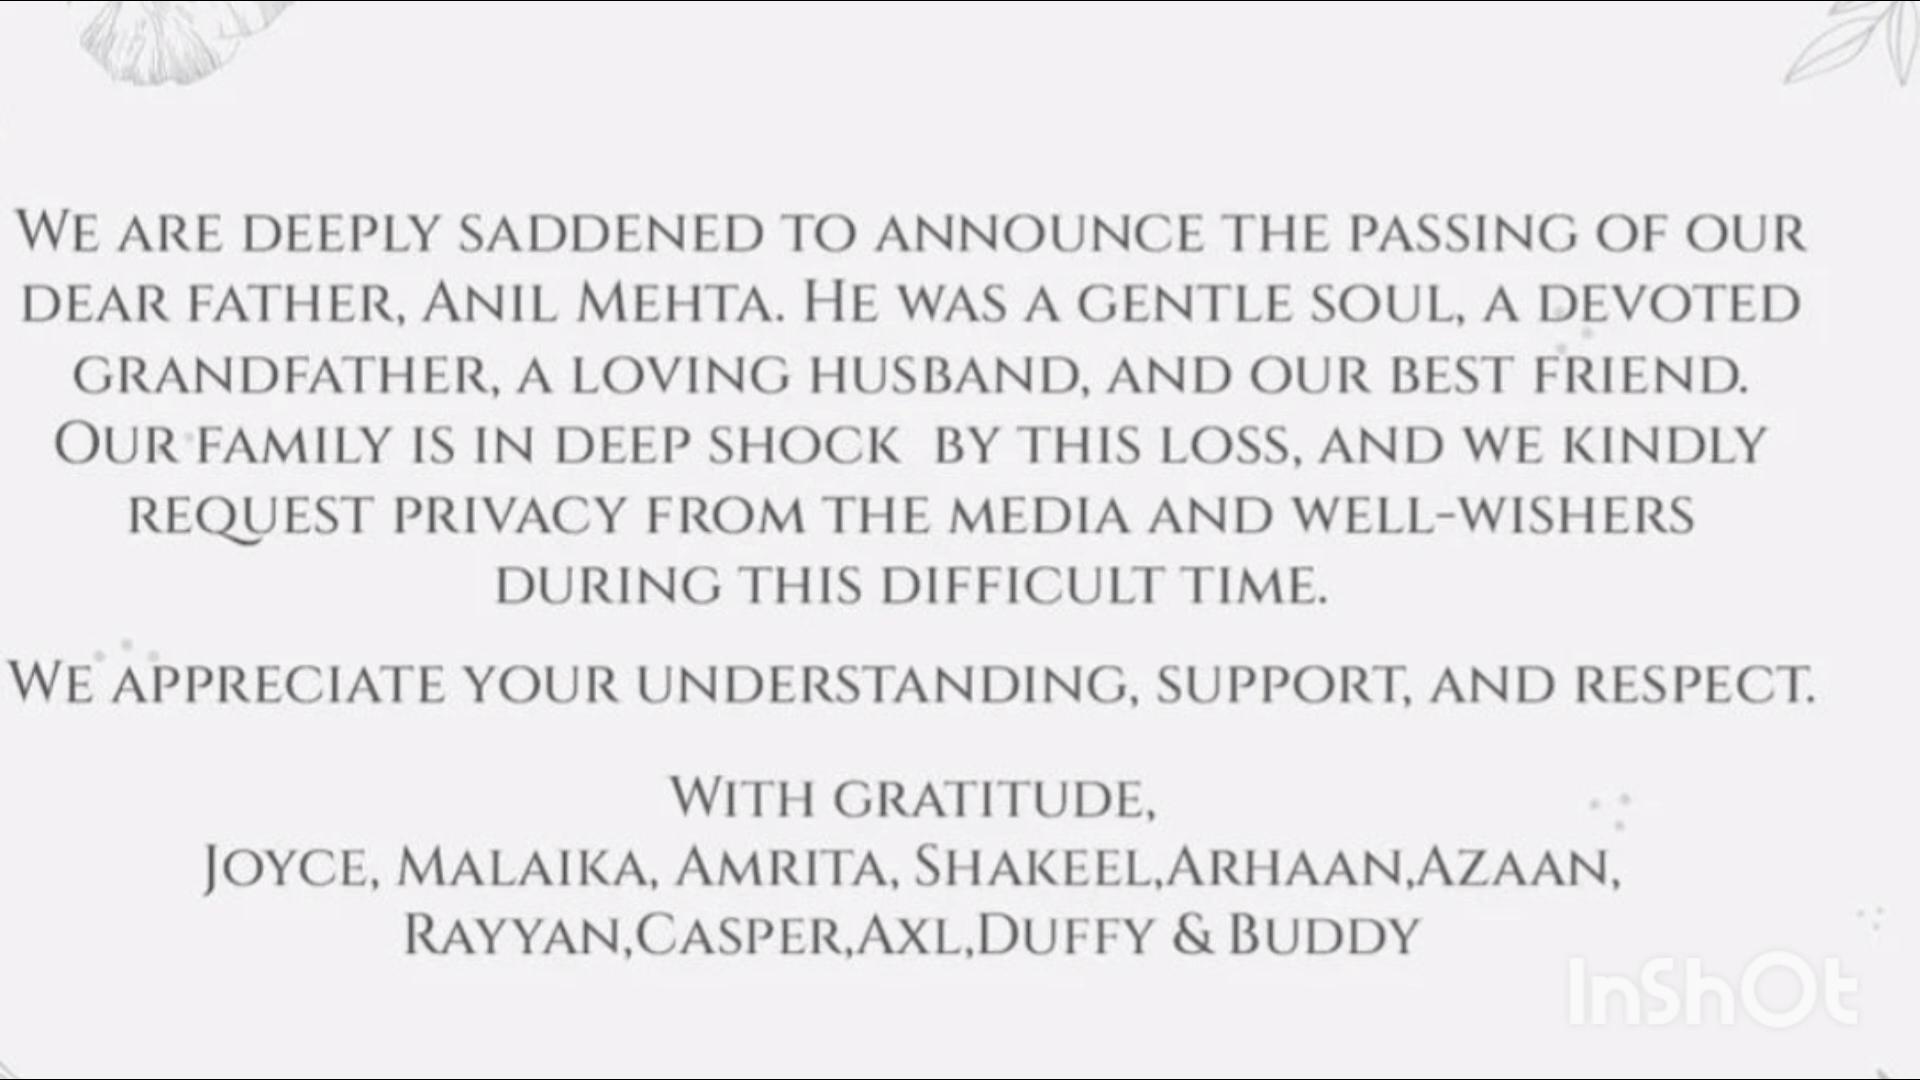 We are deeply saddened to announce the passing of our
dear father, Anil Mehta. He was a gentle soul, a devoted
grandfather, a loving husband, and our best friend.
Our family is in deep shock  by this loss, and we kindly
request privacy from the media and well-wishers
during this difficult time.
We appreciate your understanding, support, and respect.
With gratitude,
Joyce, Malaika, Amrita, Shakeel,Arhaan,Azaan,
Rayyan,Casper,Axl,Duffy & Buddy
InShOt